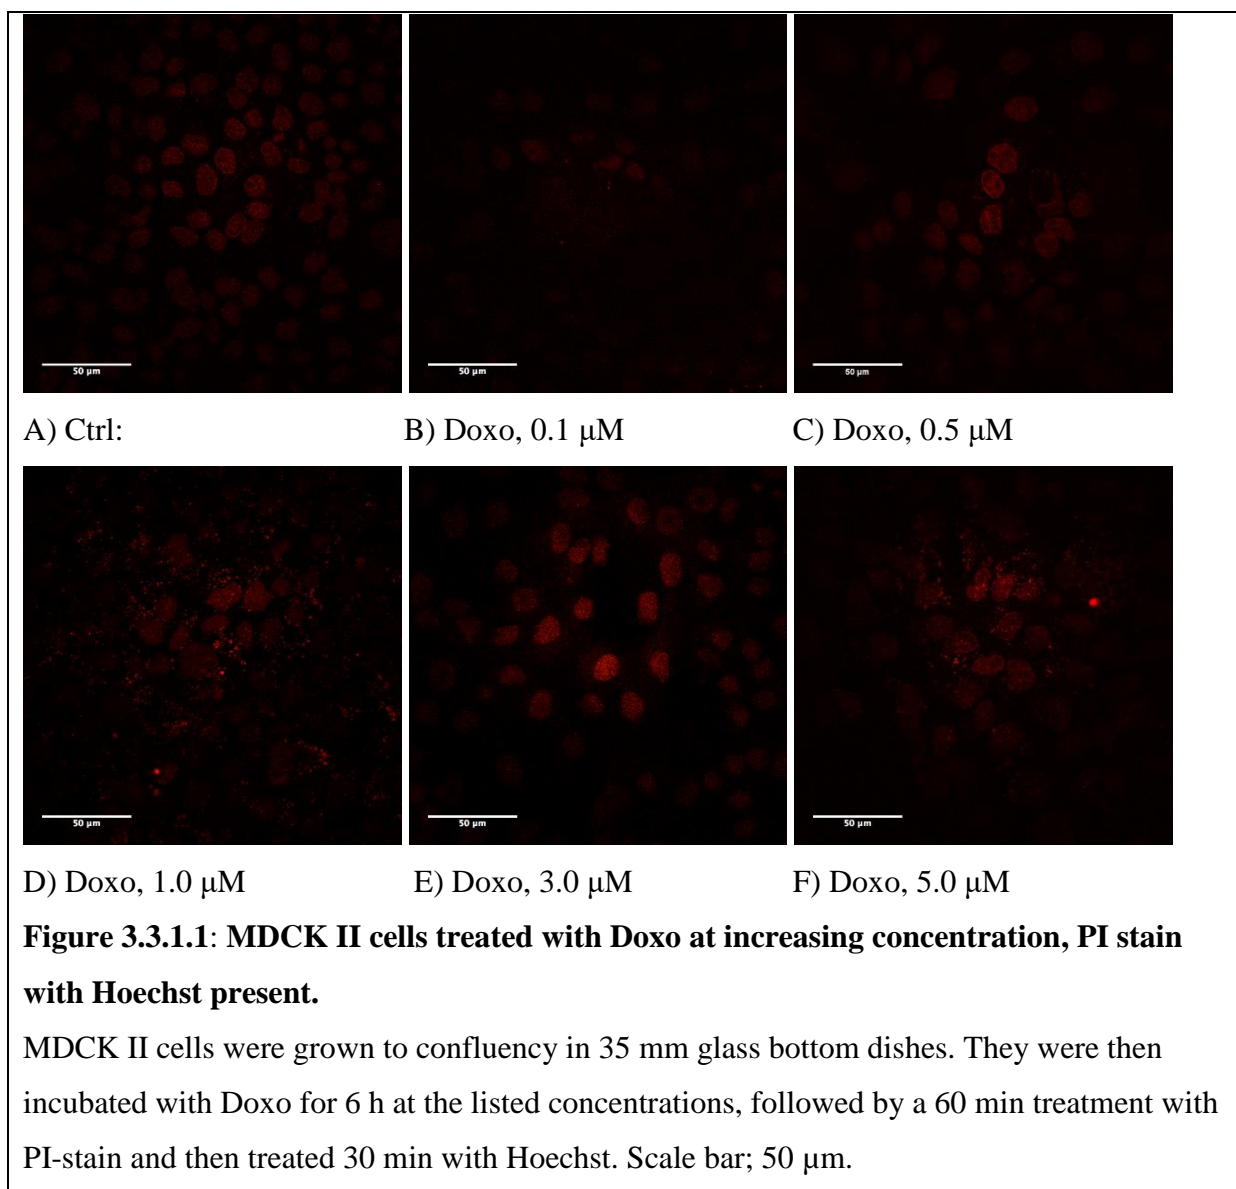 50 µm 50 µm 50 µm
A) Ctrl: B) Doxo, 0.1 µM C) Doxo, 0.5 µM
50 µm 50 µm 50 µm
D) Doxo, 1.0 µM E) Doxo, 3.0 µM F) Doxo, 5.0 µM
Figure 3.3.1.1: MDCK II cells treated with Doxo at increasing concentration, PI stain
with Hoechst present.
MDCK II cells were grown to confluency in 35 mm glass bottom dishes. They were then
incubated with Doxo for 6 h at the listed concentrations, followed by a 60 min treatment with
PI-stain and then treated 30 min with Hoechst. Scale bar; 50 µm.